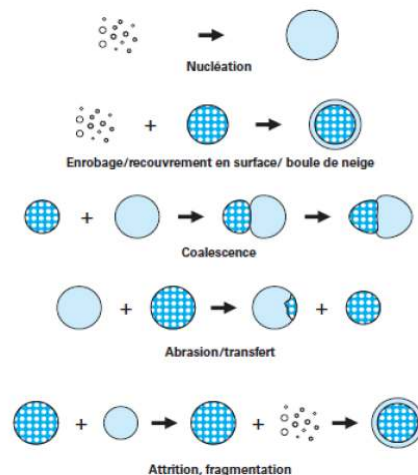 Nucléation
Enrobage/recouvrement en surface/ boule de neige
Coalescence
Abrasion/transfert
Attrition, fragmentation